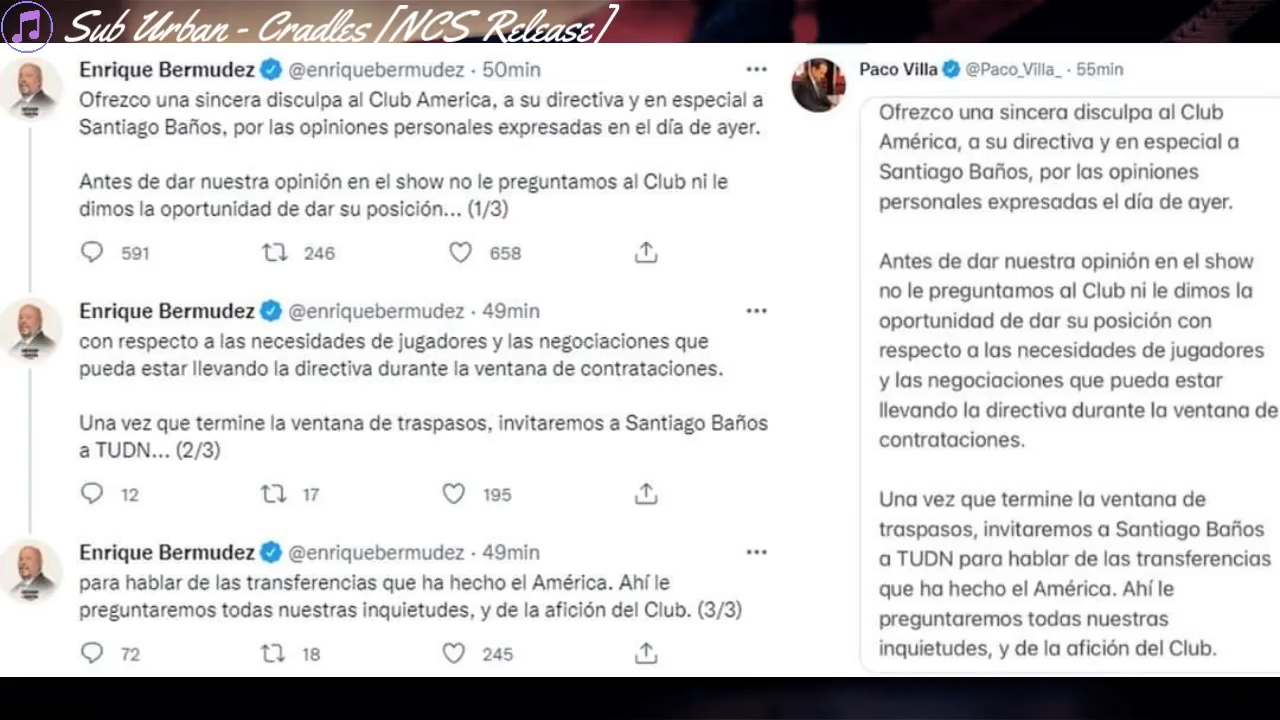 Sub Urban - Cradles [NCS Release]
Enrique Bermudez @enriquebermudez · 50min
Ofrezco una sincera disculpa al Club America, a su directiva y en especial a
Santiago Baños, por las opiniones personales expresadas en el día de ayer.
Antes de dar nuestra opinión en el show no le preguntamos al Club ni le
dimos la oportunidad de dar su posición... (1/3)
591 246 658
Enrique Bermudez @enriquebermudez · 49min
con respecto a las necesidades de jugadores y las negociaciones que
pueda estar llevando la directiva durante la ventana de contrataciones.
Una vez que termine la ventana de traspasos, invitaremos a Santiago Baños
a TUDN... (2/3)
12 17 195
Enrique Bermudez @enriquebermudez · 49min
para hablar de las transferencias que ha hecho el América. Ahí le
preguntaremos todas nuestras inquietudes, y de la afición del Club. (3/3)
72 18 245
Paco Villa @Paco_Villa_ · 55min
Ofrezco una sincera disculpa al Club
América, a su directiva y en especial a
Santiago Baños, por las opiniones
personales expresadas el día de ayer.
Antes de dar nuestra opinión en el show
no le preguntamos al Club ni le dimos la
oportunidad de dar su posición con
respecto a las necesidades de jugadores
y las negociaciones que pueda estar
llevando la directiva durante la ventana de
contrataciones.
Una vez que termine la ventana de
traspasos, invitaremos a Santiago Baños
a TUDN para hablar de las transferencias
que ha hecho el América. Ahí le
preguntaremos todas nuestras
inquietudes, y de la afición del Club.